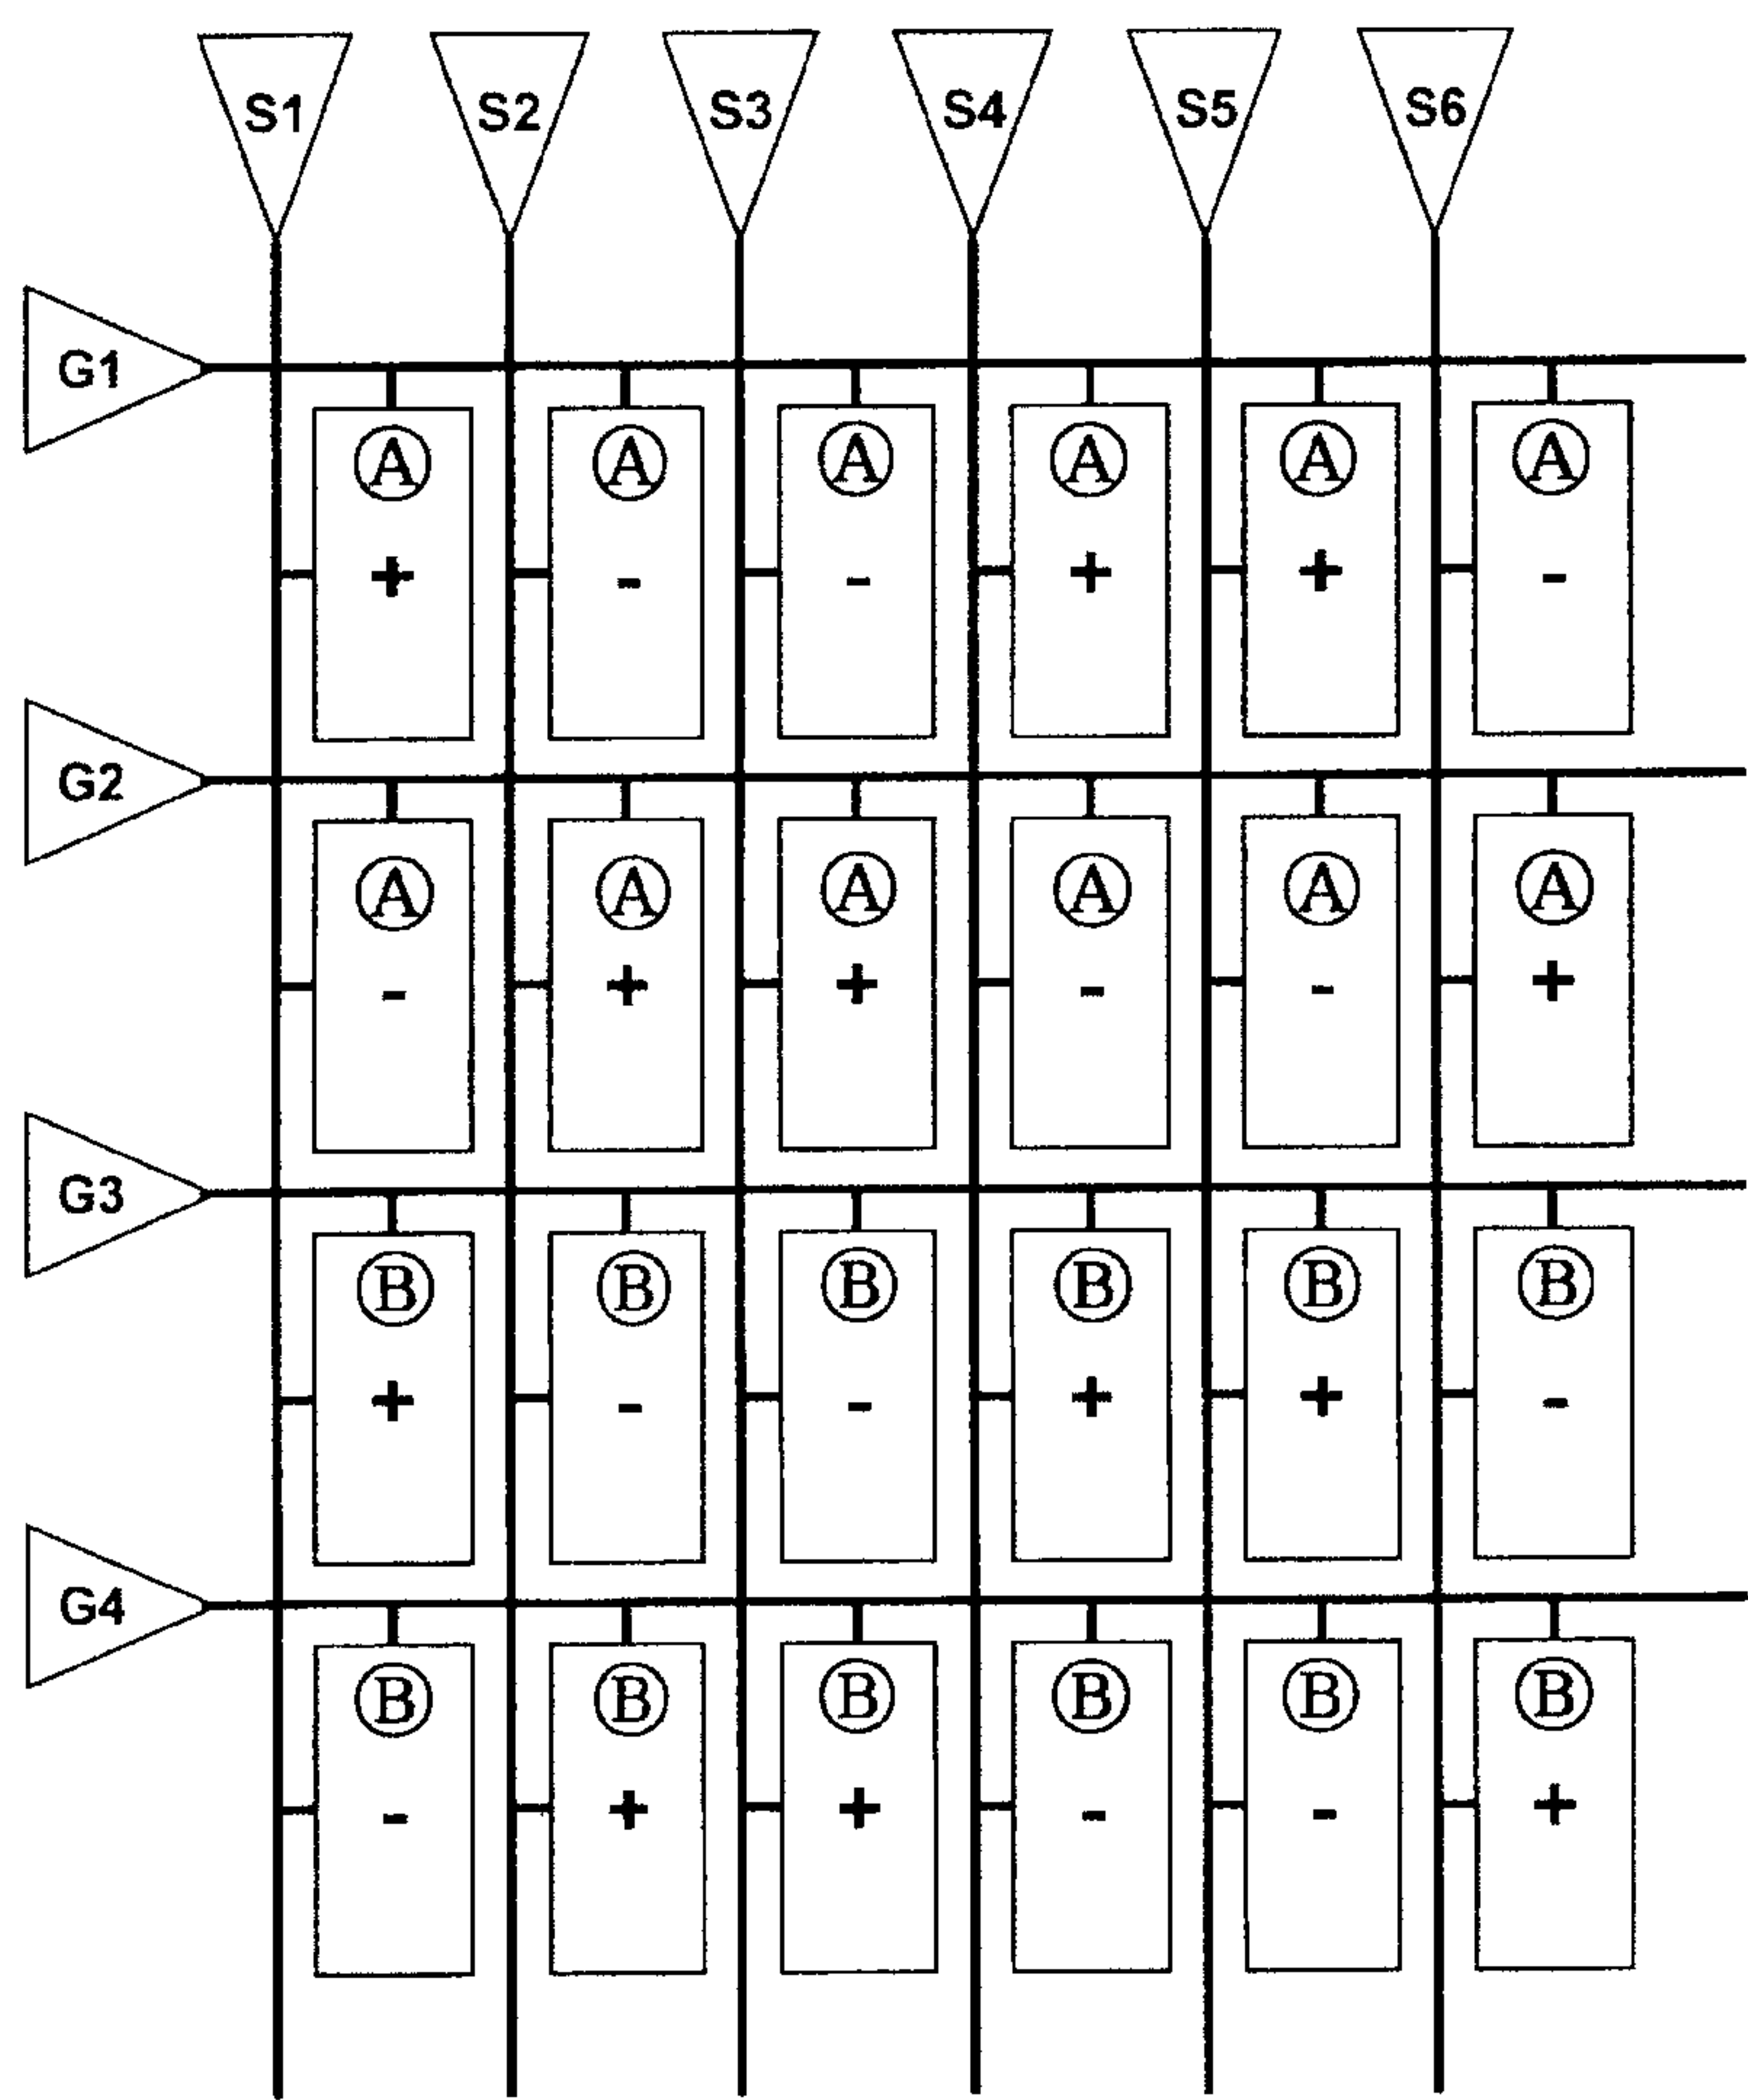 S1 S2 S3 S4 S5 S6
G1
Ⓐ Ⓐ Ⓐ Ⓐ Ⓐ Ⓐ
+ - - + + -
G2
Ⓐ Ⓐ Ⓐ Ⓐ Ⓐ Ⓐ
- + + - - +
G3
Ⓑ Ⓑ Ⓑ Ⓑ Ⓑ Ⓑ
+ - - + + -
G4
Ⓑ Ⓑ Ⓑ Ⓑ Ⓑ Ⓑ
- + + - - +